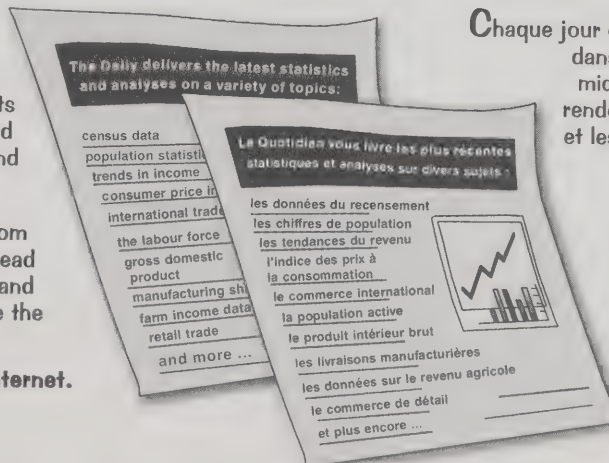 ts
d
nd
om
ead
and
e the
ternet.
The Daily delivers the latest statistics
and analyses on a variety of topics:
census data
population statisti
trends in income
consumer price in
international trade
the labour force
gross domestic
product
manufacturing sh
farm income data
retail trade
and more ...
Le Quotidien vous livre les plus récentes
statistiques et analyses sur divers sujets :
les données du recensement
les chiffres de population
les tendances du revenu
l'indice des prix à
la consommation
le commerce international
la population active
le produit intérieur brut
les livraisons manufacturières
les données sur le revenu agricole
le commerce de détail
et plus encore ...
Chaque jour
dans
mid
rende
et les